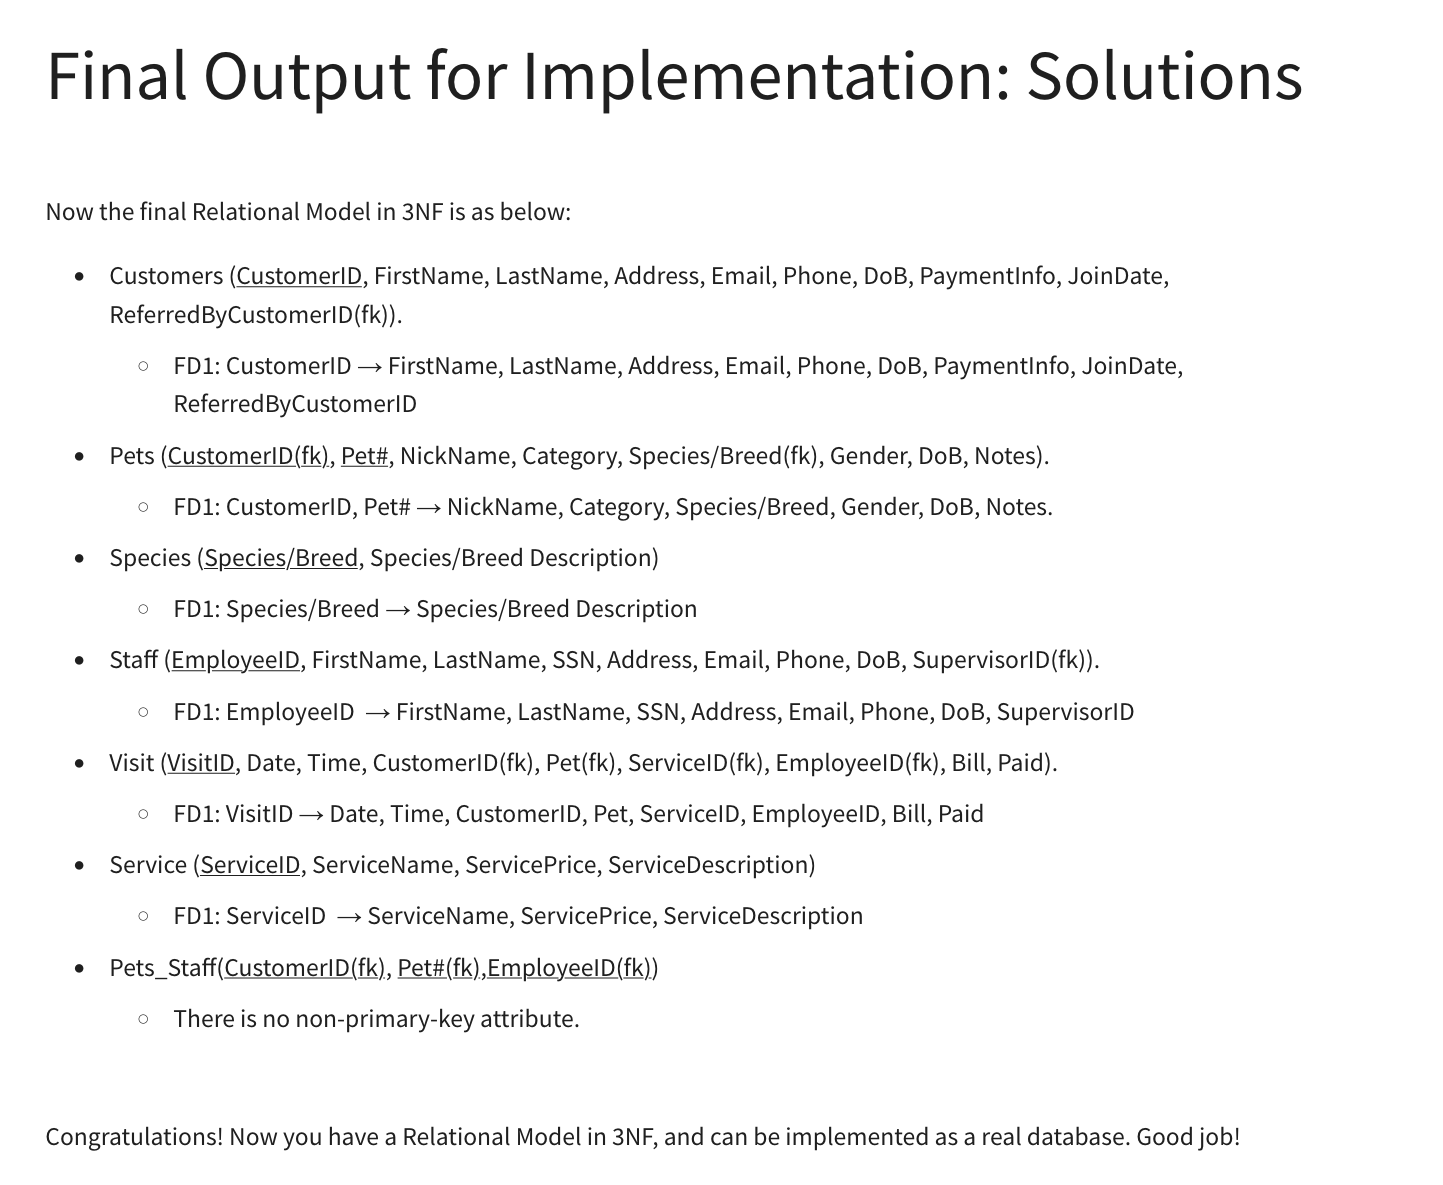 Final Output for Implementation: Solutions
Now the final Relational Model in 3NF is as below:
• Customers (CustomerID, FirstName, LastName, Address, Email, Phone, DoB, PaymentInfo, JoinDate,
ReferredByCustomerID(fk)).
○ FD1: CustomerID → FirstName, LastName, Address, Email, Phone, DoB, PaymentInfo, JoinDate,
ReferredByCustomerID
• Pets (CustomerID(fk), Pet#, NickName, Category, Species/Breed(fk), Gender, DoB, Notes).
○ FD1: CustomerID, Pet# → NickName, Category, Species/Breed, Gender, DoB, Notes.
• Species (Species/Breed, Species/Breed Description)
○ FD1: Species/Breed → Species/Breed Description
• Staff (EmployeeID, FirstName, LastName, SSN, Address, Email, Phone, DoB, SupervisorID(fk)).
○ FD1: EmployeeID → FirstName, LastName, SSN, Address, Email, Phone, DoB, SupervisorID
• Visit (VisitID, Date, Time, CustomerID(fk), Pet(fk), ServiceID(fk), EmployeeID(fk), Bill, Paid).
○ FD1: VisitID → Date, Time, CustomerID, Pet, ServiceID, EmployeeID, Bill, Paid
• Service (ServiceID, ServiceName, ServicePrice, ServiceDescription)
○ FD1: ServiceID → ServiceName, ServicePrice, ServiceDescription
• Pets_Staff(CustomerID(fk), Pet#(fk),EmployeeID(fk))
○ There is no non-primary-key attribute.
Congratulations! Now you have a Relational Model in 3NF, and can be implemented as a real database. Good job!